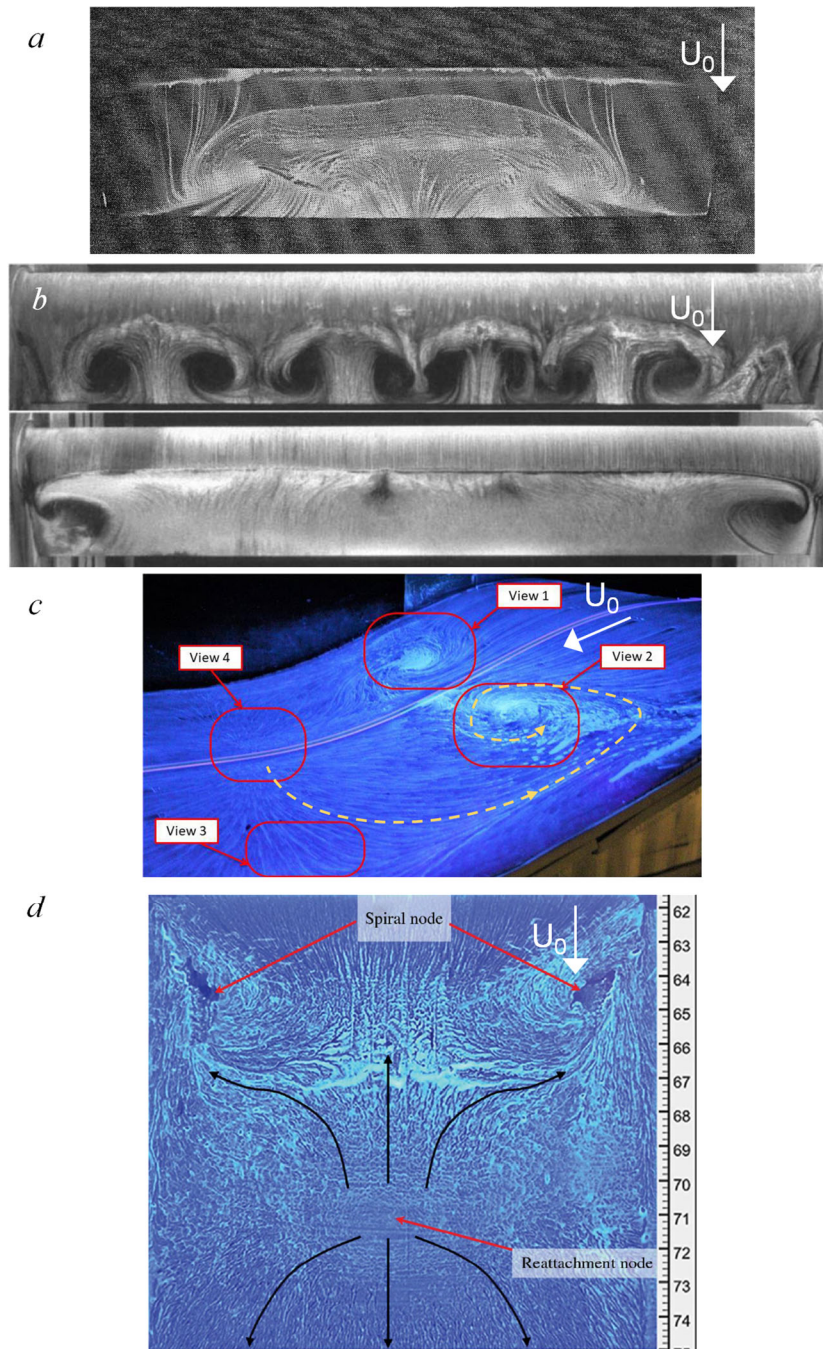 a
U₀
b
U₀
c
View 1
U₀
View 4
View 2
View 3
d
Spiral node
U₀
62
63
64
65
66
67
68
69
70
71
72
Reattachment node
73
74